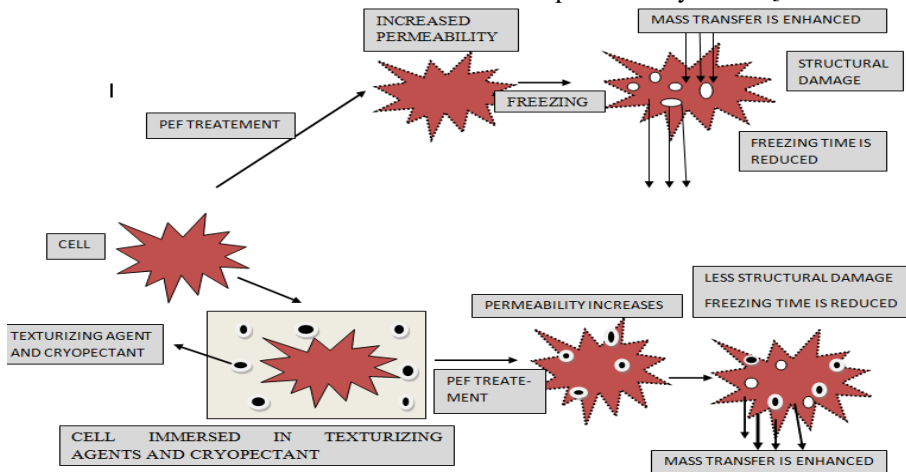 INCREASED
PERMEABILITY
MASS TRANSFER IS ENHANCED
STRUCTURAL
DAMAGE
I
FREEZING
PEF TREATEMENT
FREEZING TIME IS
REDUCED
CELL
LESS STRUCTURAL DAMAGE
FREEZING TIME IS REDUCED
PERMEABILITY INCREASES
TEXTURIZING AGENT
AND CRYOPECTANT
PEF TREATE-
MENT
CELL IMMERSED IN TEXTURIZING
AGENTS AND CRYOPECTANT
MASS TRANSFER IS ENHANCED